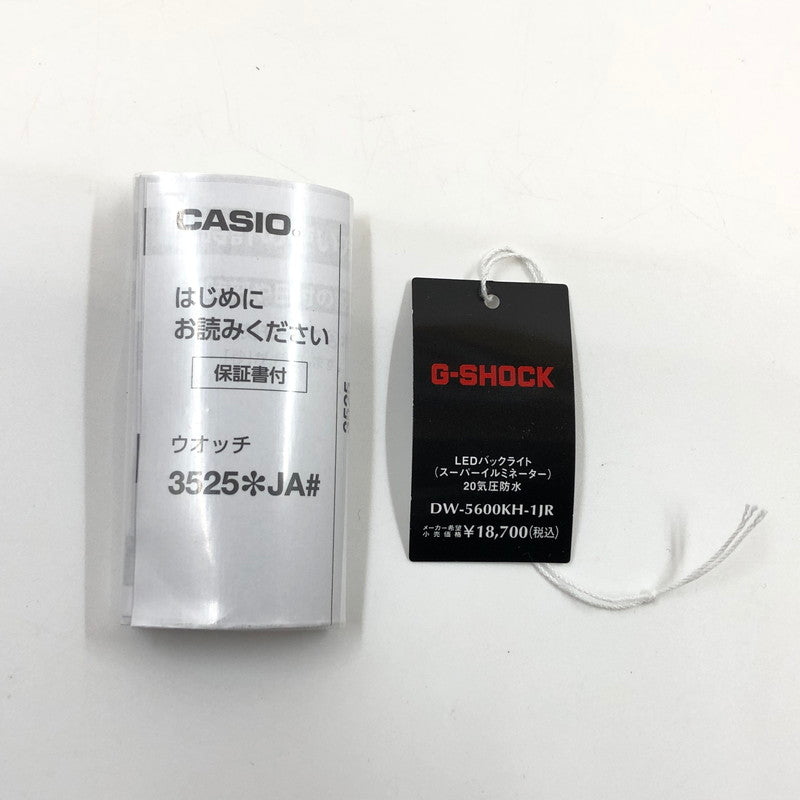 CASIO
はじめに
お読みください
保証書付
ウオッチ
3525✻JA#
G-SHOCK
LEDバックライト
(スーパーイルミネーター)
20気圧防水
DW-5600KH-1JR
メーカー希望
小売価格 ¥18,700(税込)